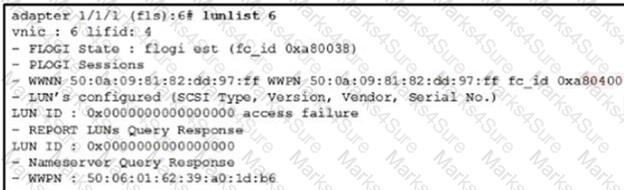 adapter 1/1/1 (fls):6# lunlist 6
vnic : 6 lifid: 4
- FLOGI State : flogi est (fc_id 0xa80038)
- PLOGI Sessions
- WWNN 50:0a:09:81:82:dd:97:ff WWPN 50:0a:09:81:82:dd:97:ff fc_id 0xa80400
- LUN's configured (SCSI Type, Version, Vendor, Serial No.)
LUN ID : 0x0000000000000000 access failure
- REPORT LUNs Query Response
LUN ID : 0x0000000000000000
- Nameserver Query Response
- WWPN : 50:06:01:62:39:a0:1d:b6
Marks4Sure